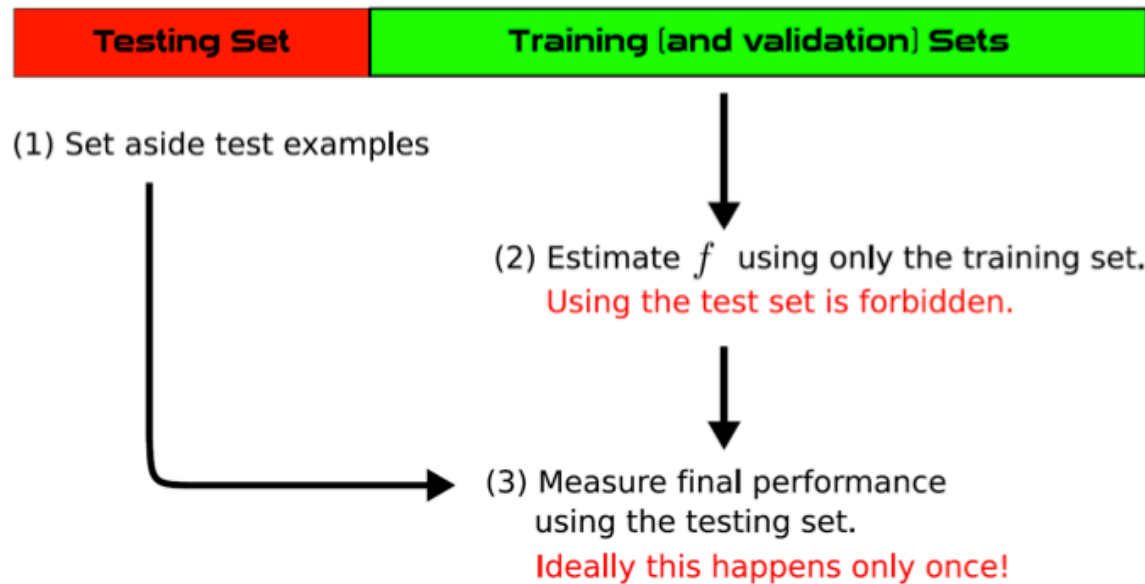 Testing Set
Training (and validation) Sets
(1) Set aside test examples
(2) Estimate f using only the training set.
Using the test set is forbidden.
(3) Measure final performance
using the testing set.
Ideally this happens only once!